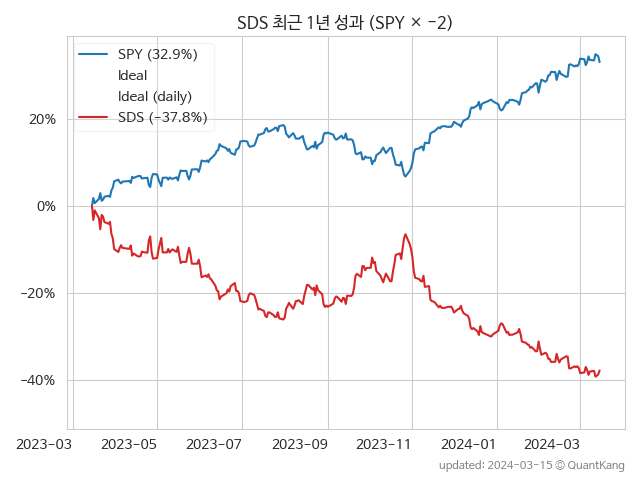 SDS 최근 1년 성과 (SPY × −2)
SPY (32.9%)
Ideal
Ideal (daily)
SDS (−37.8%)
20%
0%
−20%
−40%
2023-03 2023-05 2023-07 2023-09 2023-11 2024-01 2024-03
updated: 2024-03-15 © QuantKang